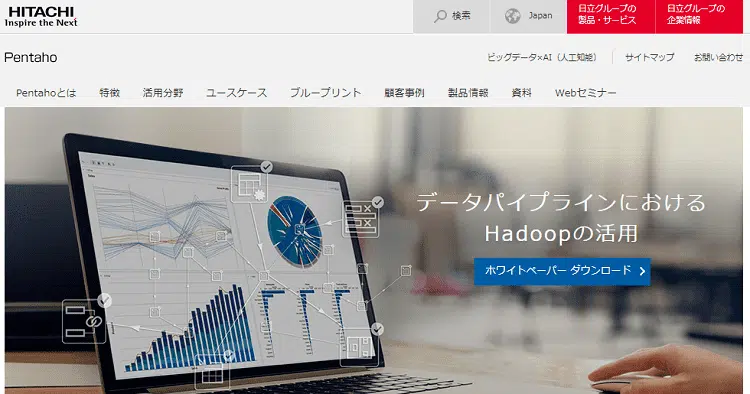 HITACHI
Inspire the Next
検索
Japan
日立グループの
製品・サービス
日立グループの
企業情報
Pentaho
ビッグデータ×AI（人工知能）
サイトマップ
お問い合わせ
Pentahoとは
特徴
活用分野
ユースケース
ブループリント
顧客事例
製品情報
資料
Webセミナー
データパイプラインにおける
Hadoopの活用
ホワイトペーパー ダウンロード